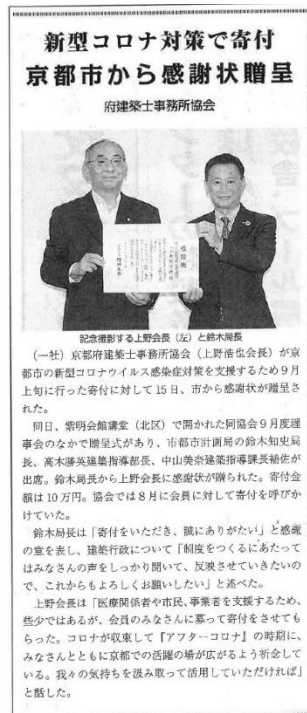 新型コロナ対策で寄付
京都市から感謝状贈呈
府建築士事務所協会
感謝状
記念撮影する上野会長（左）と鈴木局長
（一社）京都府建築士事務所協会（上野浩也会長）が京
都市の新型コロナウイルス感染症対策を支援するため９月
上旬に行った寄付に対して15日、市から感謝状が贈呈さ
れた。
同日、紫明会館講堂（北区）で開かれた同協会９月度理
事会のなかで贈呈式があり、市都市計画局の鈴木知史局
長、高木勝英建築指導部長、中山美奈建築指導課長補佐が
出席。鈴木局長から上野会長に感謝状が贈られた。寄付金
額は10万円。協会では８月に会員に対して寄付を呼びか
けていた。
鈴木局長は「寄付をいただき、誠にありがたい」と感謝
の意を表し、建築行政について「制度をつくるにあたって
はみなさんの声をしっかり聞いて、反映させていきたいの
で、これからもよろしくお願いしたい」と述べた。
上野会長は「医療関係者や市民、事業者を支援するため、
些少ではあるが、会員のみなさんに募って寄付をさせても
らった。コロナが収束して『アフターコロナ』の時期に、
みなさんとともに京都での活躍の場が広がるよう祈念して
いる。我々の気持ちを汲み取って活用していただければ」
と話した。